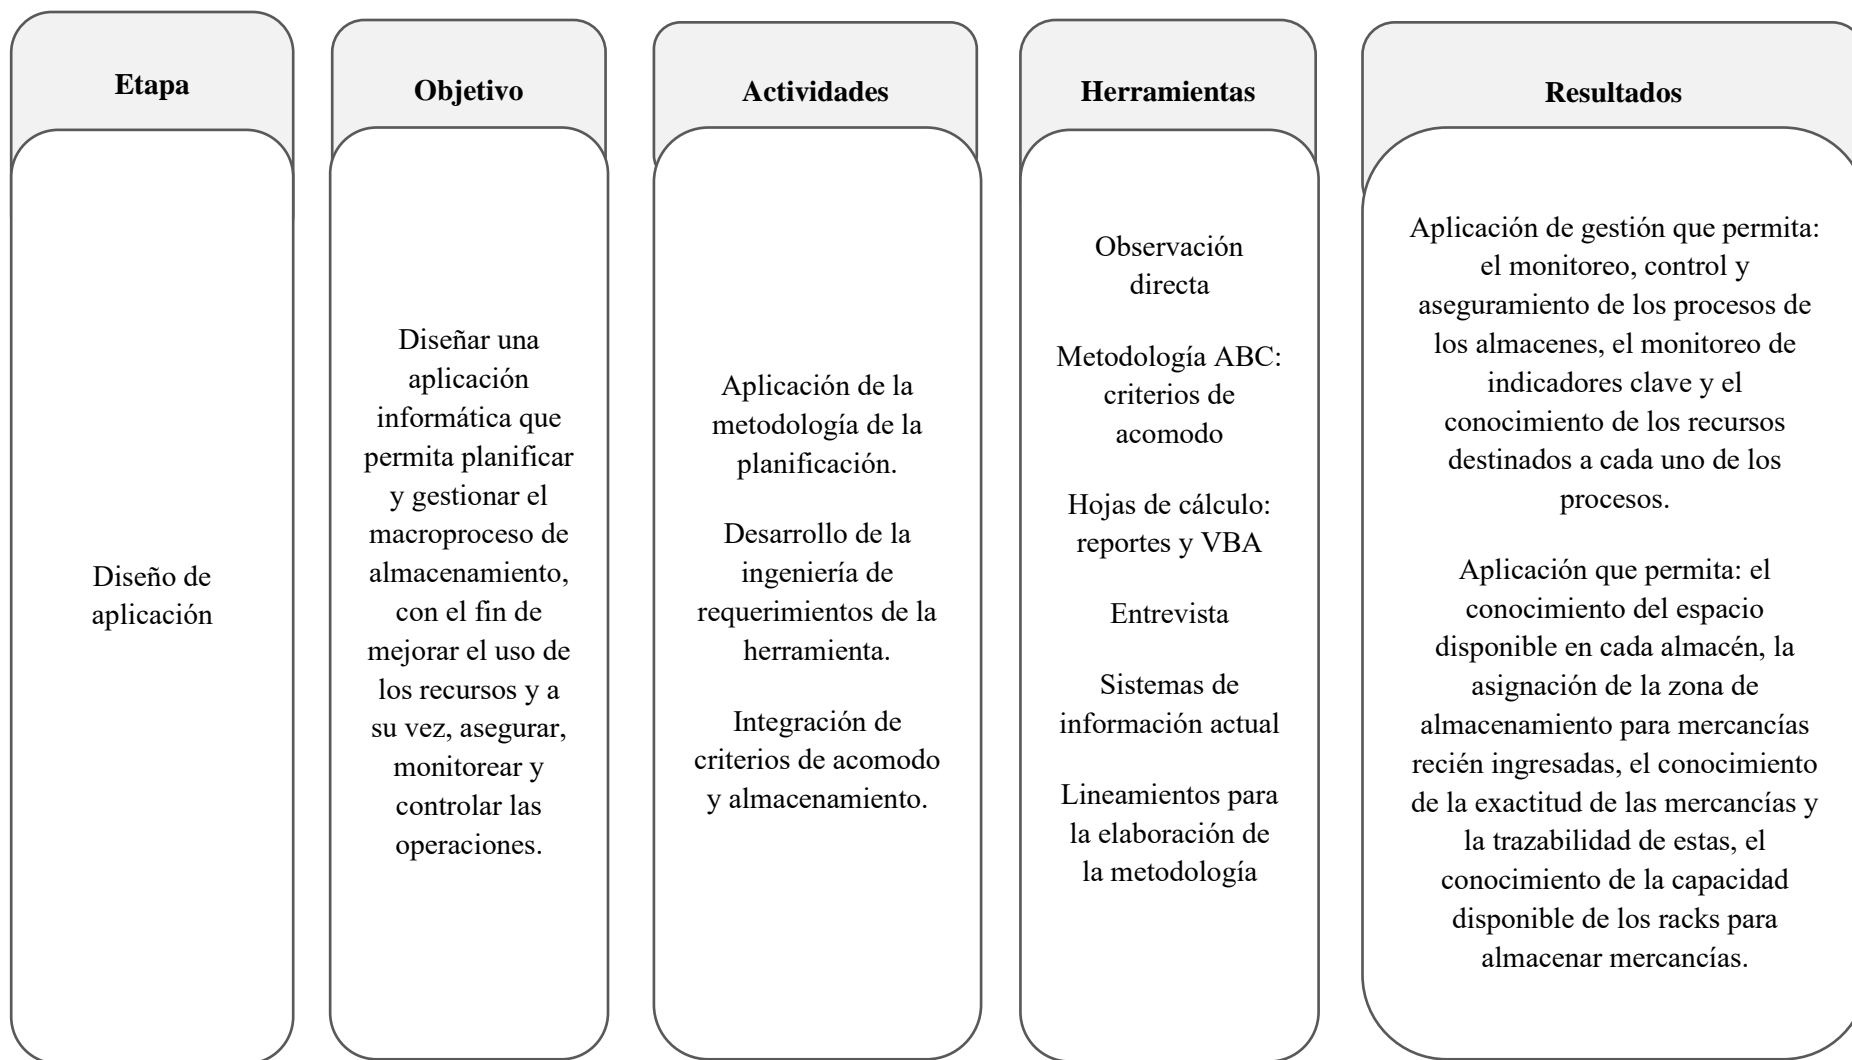 Etapa
Diseño de
aplicación
Objetivo
Diseñar una
aplicación
informática que
permita planificar
y gestionar el
macroproceso de
almacenamiento,
con el fin de
mejorar el uso de
los recursos y a
su vez, asegurar,
monitorear y
controlar las
operaciones.
Actividades
Aplicación de la
metodología de la
planificación.
Desarrollo de la
ingeniería de
requerimientos de la
herramienta.
Integración de
criterios de acomodo
y almacenamiento.
Herramientas
Observación
directa
Metodología ABC:
criterios de
acomodo
Hojas de cálculo:
reportes y VBA
Entrevista
Sistemas de
información actual
Lineamientos para
la elaboración de
la metodología
Resultados
Aplicación de gestión que permita:
el monitoreo, control y
aseguramiento de los procesos de
los almacenes, el monitoreo de
indicadores clave y el
conocimiento de los recursos
destinados a cada uno de los
procesos.
Aplicación que permita: el
conocimiento del espacio
disponible en cada almacén, la
asignación de la zona de
almacenamiento para mercancías
recién ingresadas, el conocimiento
de la exactitud de las mercancías y
la trazabilidad de estas, el
conocimiento de la capacidad
disponible de los racks para
almacenar mercancías.